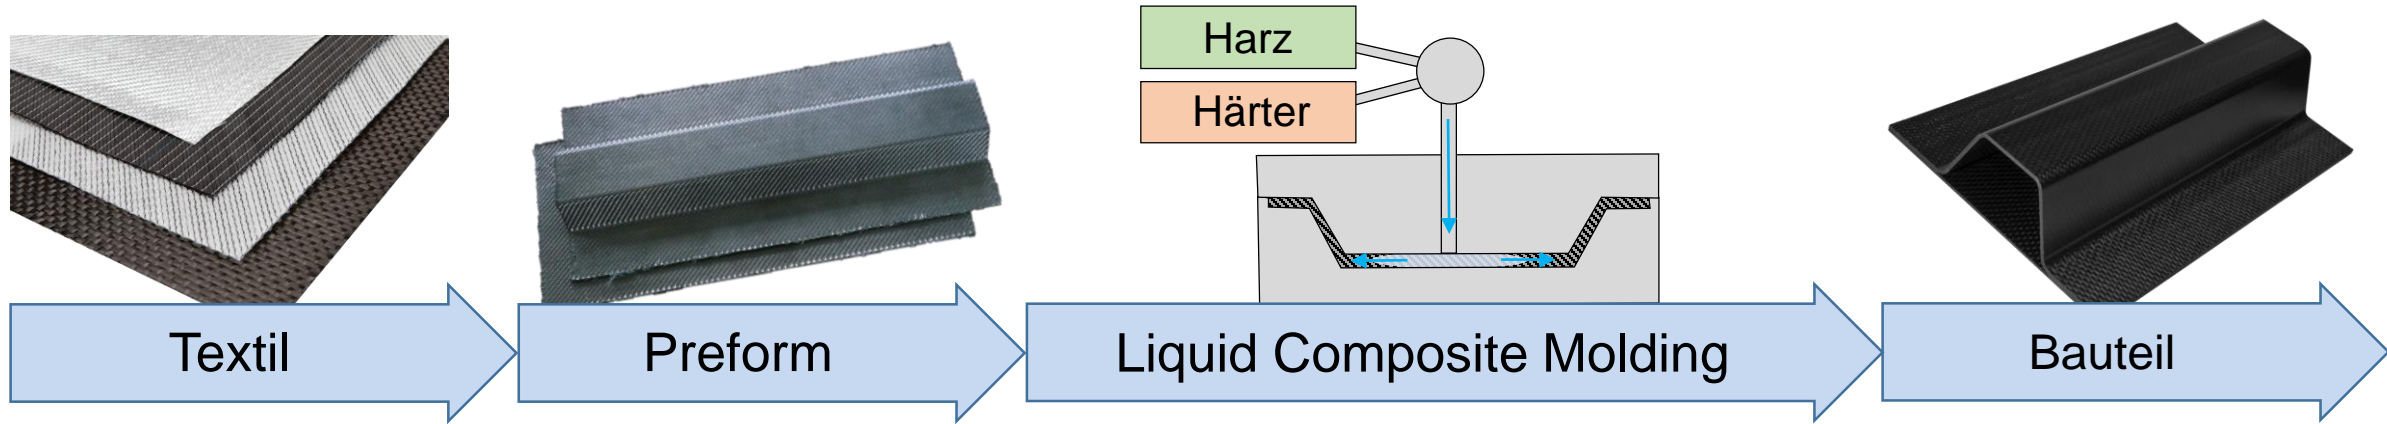 Harz
Härter
Textil
Preform
Liquid Composite Molding
Bauteil